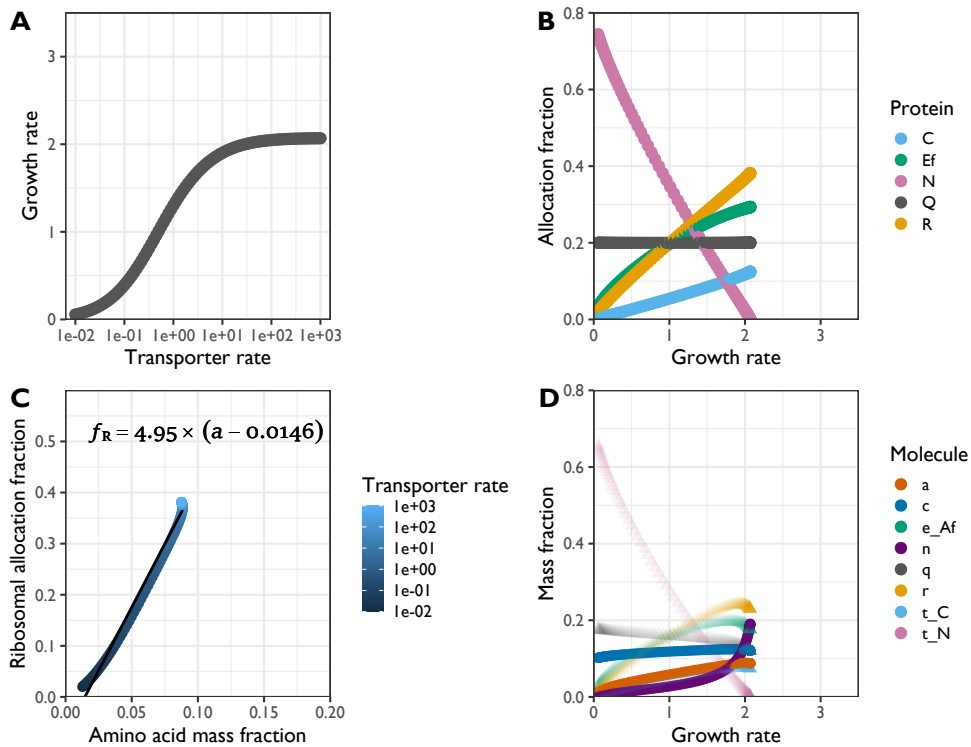 A
Growth rate
3
2
1
0
1e-02 1e-01 1e+00 1e+01 1e+02 1e+03
Transporter rate
B
Allocation fraction
0.8
0.6
0.4
0.2
0.0
0 1 2 3
Growth rate
Protein
C
Ef
N
Q
R
C
Ribosomal allocation fraction
f_R = 4.95 × (a − 0.0146)
0.5
0.4
0.3
0.2
0.1
0.0
0.00 0.05 0.10 0.15 0.20
Amino acid mass fraction
Transporter rate
1e+03
1e+02
1e+01
1e+00
1e-01
1e-02
D
Mass fraction
0.8
0.6
0.4
0.2
0.0
0 1 2 3
Growth rate
Molecule
a
c
e_Af
n
q
r
t_C
t_N